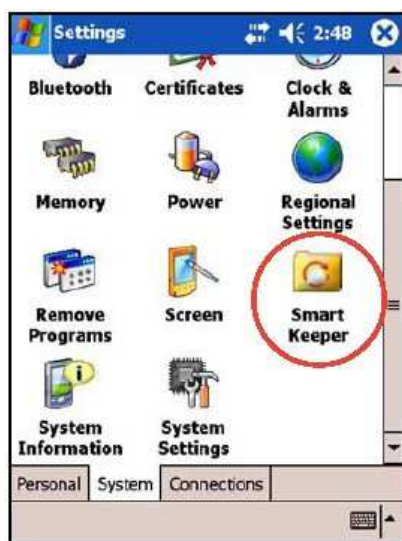 Settings 2:48
Bluetooth Certificates Clock &
Alarms
Memory Power Regional
Settings
Remove Screen Smart
Programs Keeper
System System
Information Settings
Personal System Connections